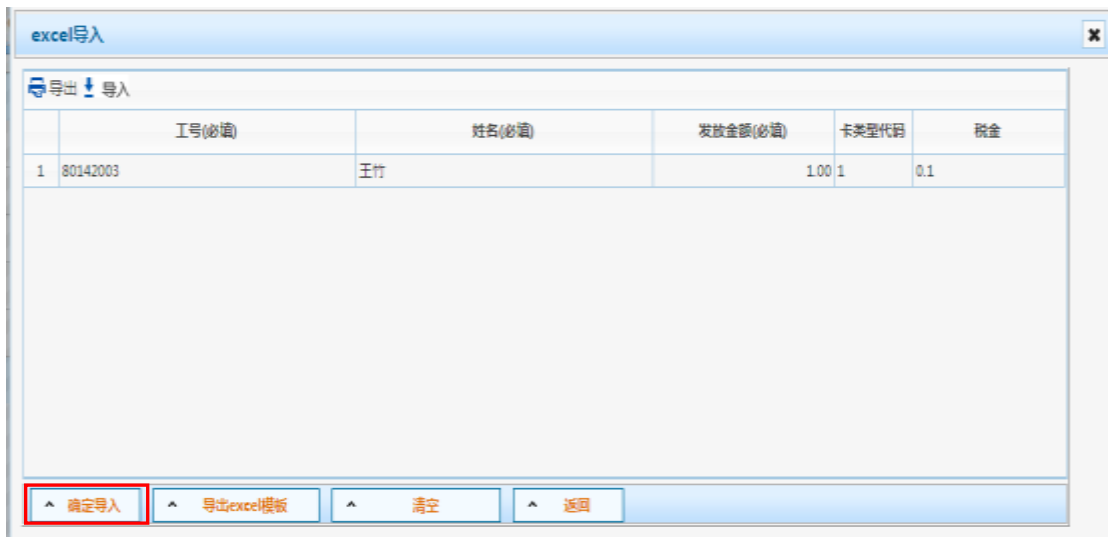 excel导入
导出 导入
工号(必填) 姓名(必填) 发放金额(必填) 卡类型代码 税金
1 80142003 王竹 1.00 1 0.1
确定导入 导出excel模板 清空 返回